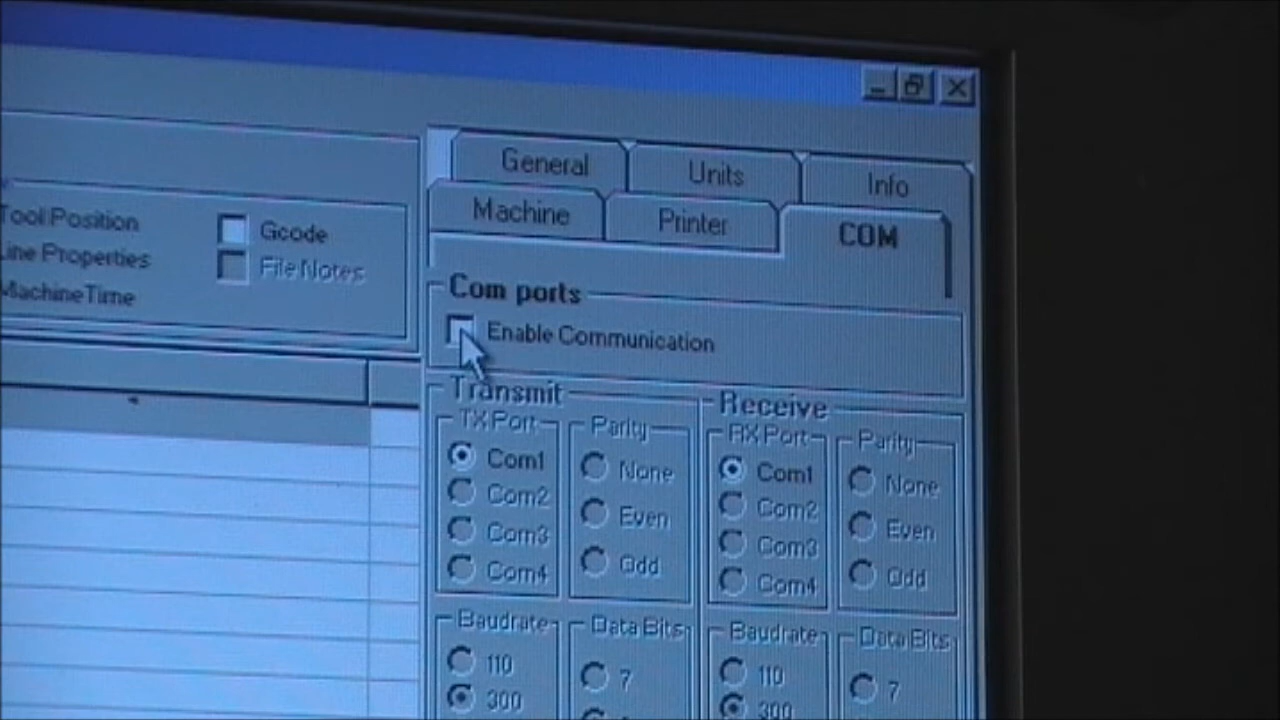 General Units Info
Machine Printer COM
Tool Position Gcode
Line Properties File Notes
Machine Time
Com ports
Enable Communication
Transmit Receive
TX Port Parity RX Port Parity
Com1 None Com1 None
Com2 Even Com2 Even
Com3 Odd Com3 Odd
Com4 Com4
Baudrate Data Bits Baudrate Data Bits
110 7 110 7
300 300